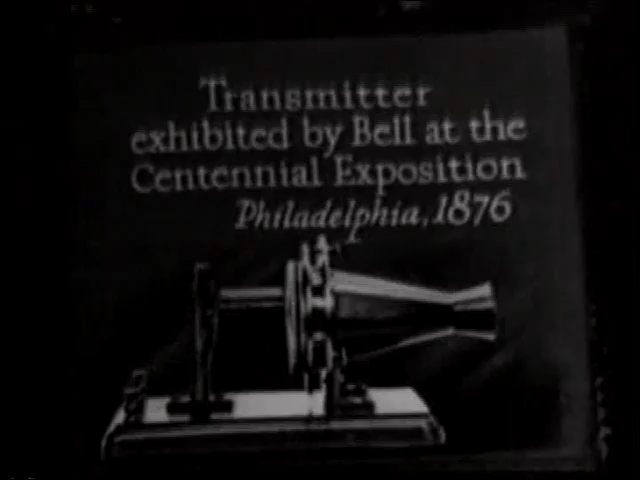 Transmitter
exhibited by Bell at the
Centennial Exposition
Philadelphia, 1876